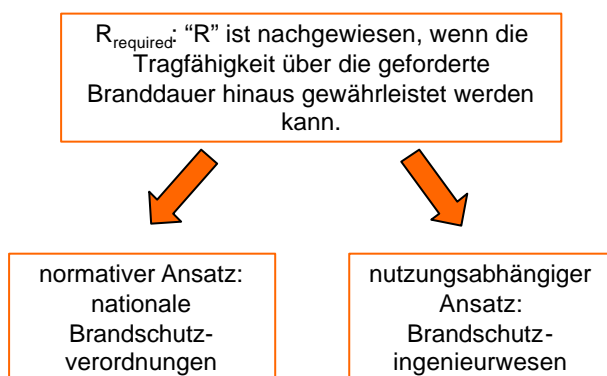 R_required: “R” ist nachgewiesen, wenn die
Tragfähigkeit über die geforderte
Branddauer hinaus gewährleistet werden
kann.
normativer Ansatz:
nationale
Brandschutz-
verordnungen
nutzungsabhängiger
Ansatz:
Brandschutz-
ingenieurwesen